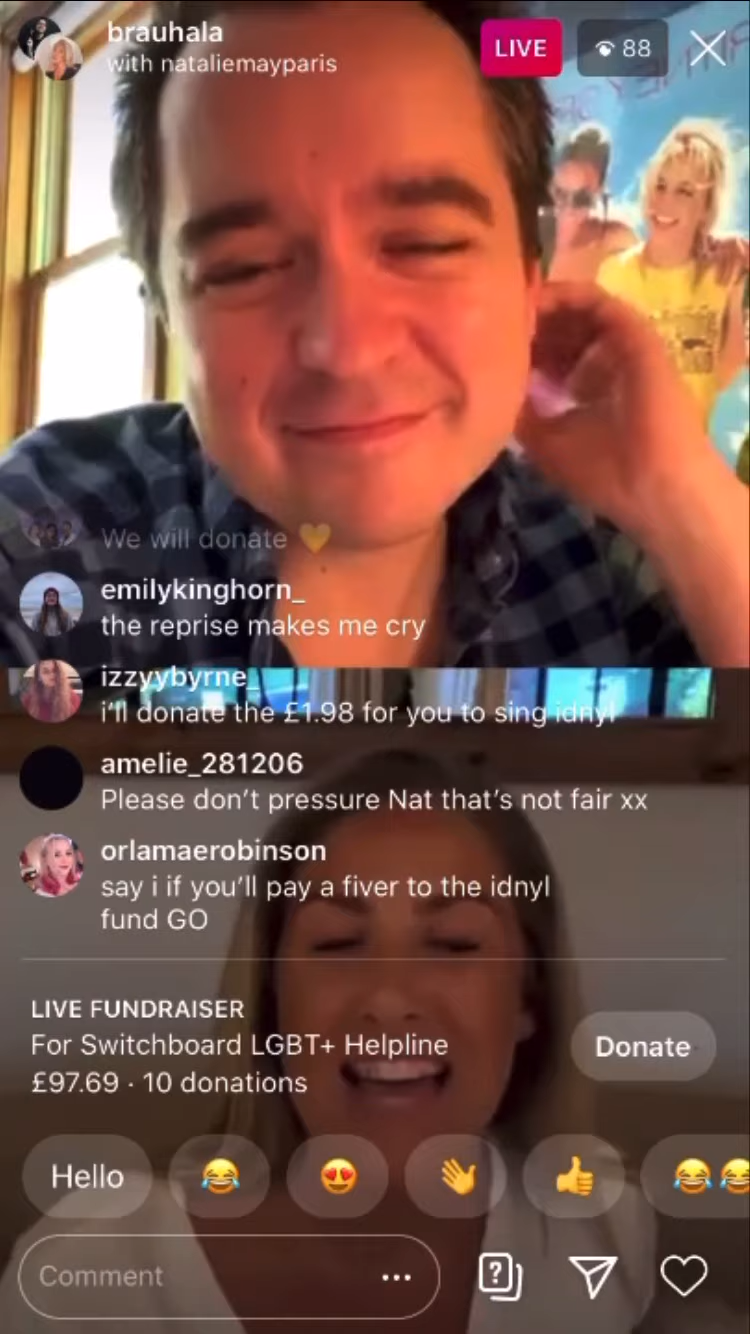 brauhala
with nataliemayparis
LIVE
88
We will donate 💛
emilykinghorn_
the reprise makes me cry
izzyybyrne_
i'll donate the £1.98 for you to sing idnyl
amelie_281206
Please don't pressure Nat that's not fair xx
orlamaerobinson
say i if you'll pay a fiver to the idnyl
fund GO
LIVE FUNDRAISER
For Switchboard LGBT+ Helpline
£97.69 · 10 donations
Donate
Hello 😂 😍 👋 👍 😂😂
Comment